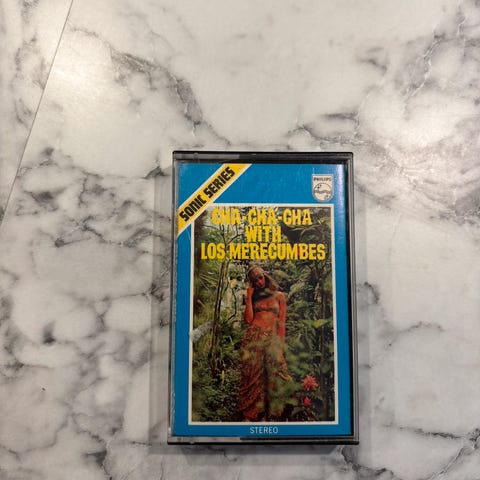 SONIC SERIES
PHILIPS
CHA-CHA-CHA
WITH
LOS MERECUMBES
STEREO